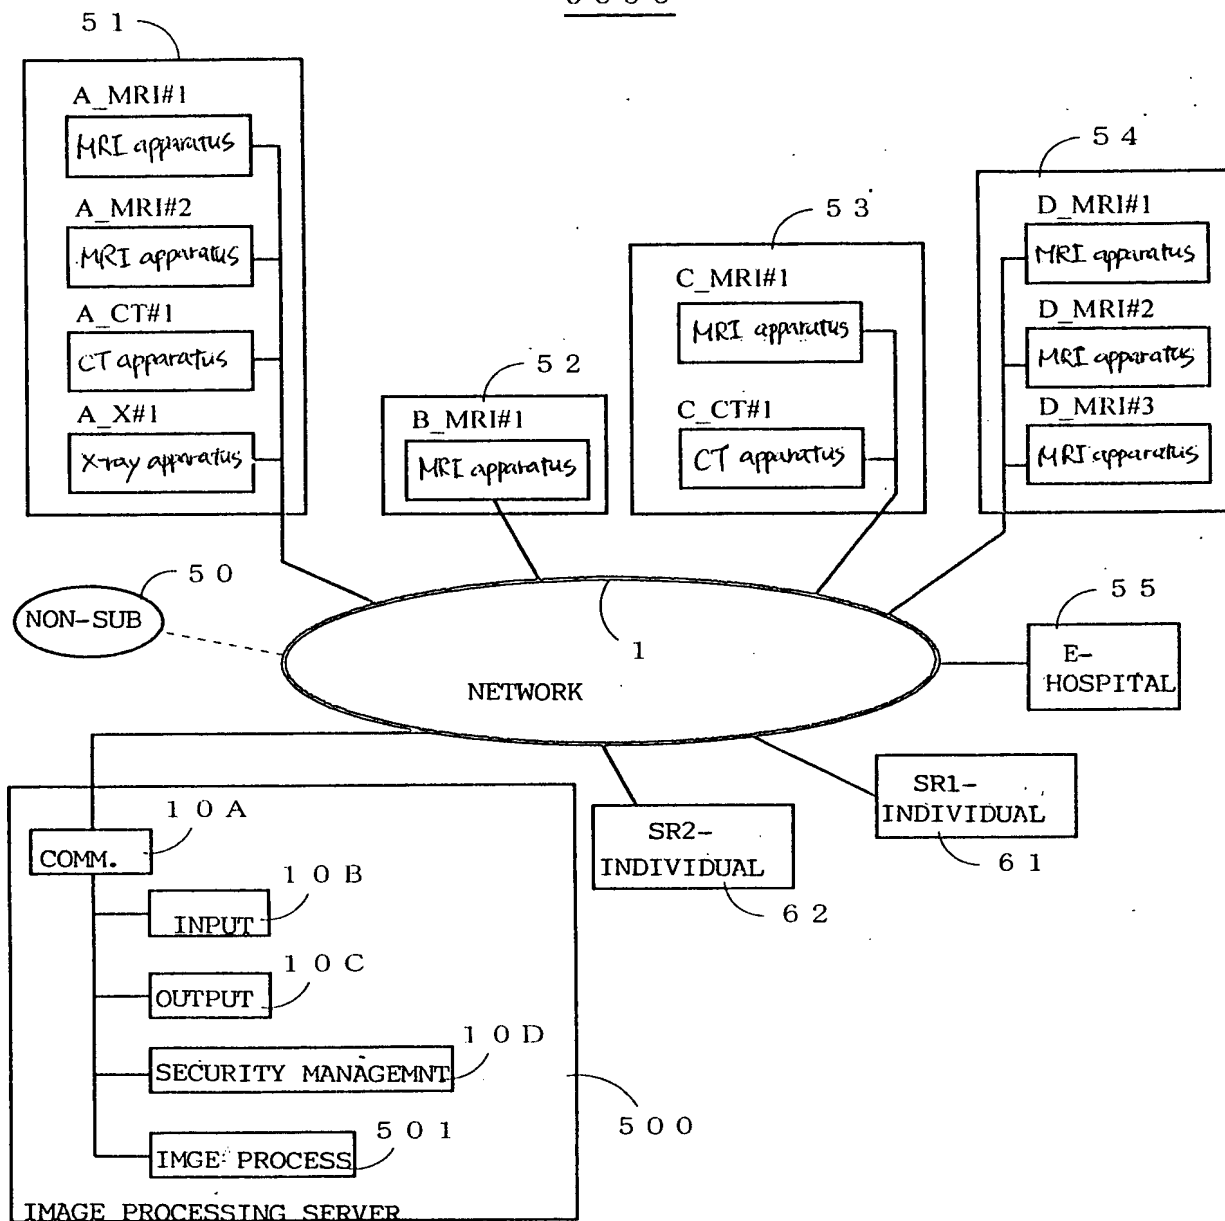 51
A_MRI#1
MRI apparatus
A_MRI#2
MRI apparatus
A_CT#1
CT apparatus
A_X#1
X-ray apparatus
52
B_MRI#1
MRI apparatus
53
C_MRI#1
MRI apparatus
C_CT#1
CT apparatus
54
D_MRI#1
MRI apparatus
D_MRI#2
MRI apparatus
D_MRI#3
MRI apparatus
50
NON-SUB
1
NETWORK
55
E-
HOSPITAL
SR1-
INDIVIDUAL
61
SR2-
INDIVIDUAL
62
10A
COMM.
10B
INPUT
10C
OUTPUT
10D
SECURITY MANAGEMNT
501
IMGE PROCESS
500
IMAGE PROCESSING SERVER